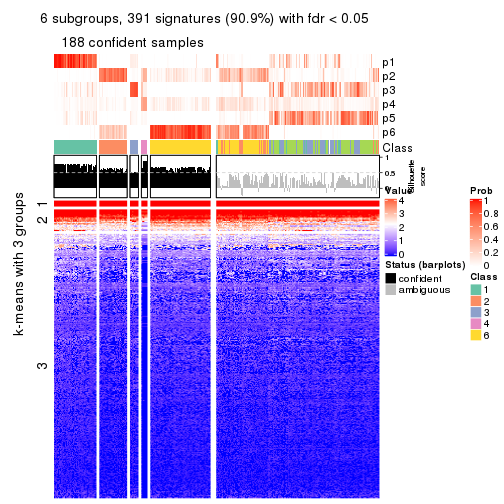 6 subgroups, 391 signatures (90.9%) with fdr < 0.05
188 confident samples
p1
p2
p3
p4
p5
p6
Class
1
0.5
0
Silhouette
score
k-means with 3 groups
1
2
3
Value
4
3
2
1
0
Status (barplots)
confident
ambiguous
Prob
1
0.8
0.6
0.4
0.2
0
Class
1
2
3
4
6